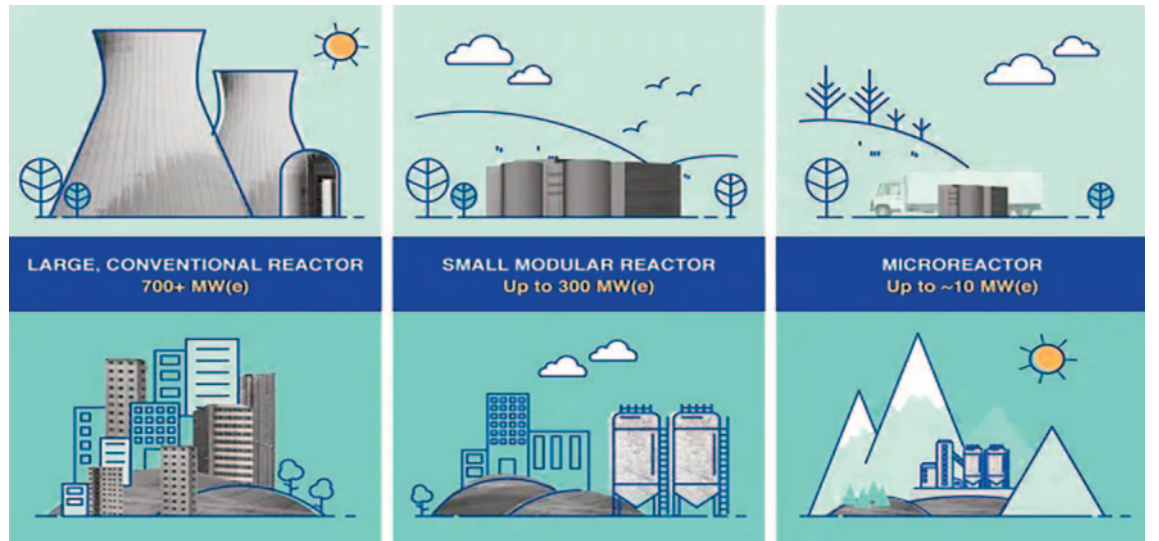 LARGE, CONVENTIONAL REACTOR
700+ MW(e)
SMALL MODULAR REACTOR
Up to 300 MW(e)
MICROREACTOR
Up to ~10 MW(e)